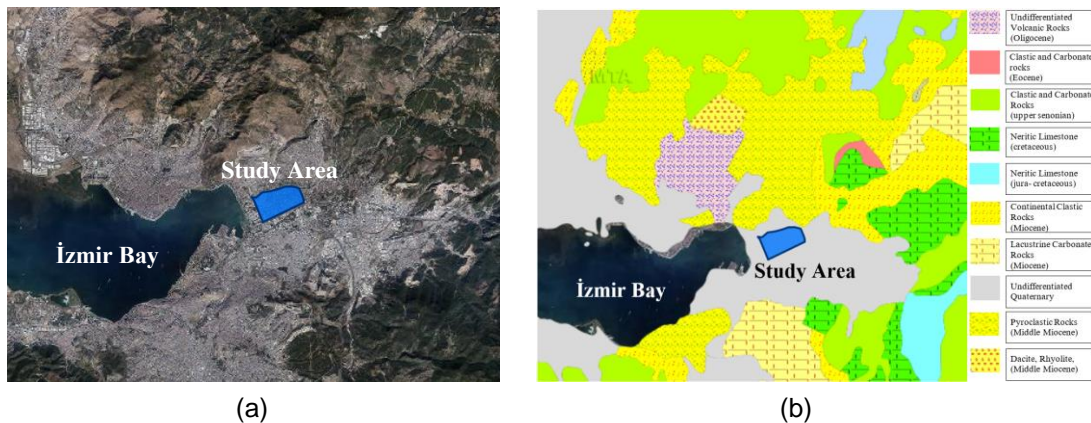 Study Area
İzmir Bay
(a)
MTA
Study Area
İzmir Bay
(b)
Undifferentiated
Volcanic Rocks
(Oligocene)
Clastic and Carbonate
rocks
(Eocene)
Clastic and Carbonate
Rocks
(upper senonian)
Neritic Limestone
(cretaceous)
Neritic Limestone
(jura- cretaceous)
Continental Clastic
Rocks
(Miocene)
Lacustrine Carbonate
Rocks
(Miocene)
Undifferentiated
Quaternary
Pyroclastic Rocks
(Middle Miocene)
Dacite, Rhyolite,
(Middle Miocene)